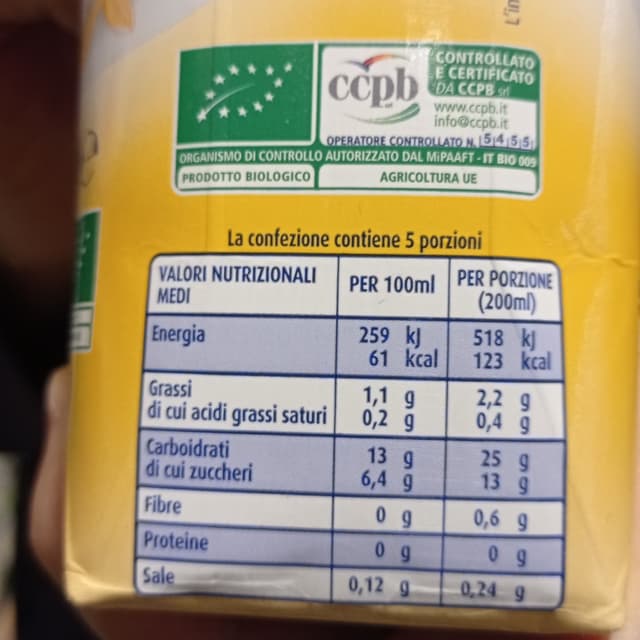 ccpb
CONTROLLATO
E CERTIFICATO
DA CCPB srl
www.ccpb.it
info@ccpb.it
OPERATORE CONTROLLATO N. 5455
ORGANISMO DI CONTROLLO AUTORIZZATO DAL MiPAAFT - IT BIO 009
PRODOTTO BIOLOGICO AGRICOLTURA UE
La confezione contiene 5 porzioni
VALORI NUTRIZIONALI MEDI PER 100ml PER PORZIONE (200ml)
Energia 259 kJ 518 kJ
61 kcal 123 kcal
Grassi 1,1 g 2,2 g
di cui acidi grassi saturi 0,2 g 0,4 g
Carboidrati 13 g 25 g
di cui zuccheri 6,4 g 13 g
Fibre 0 g 0,6 g
Proteine 0 g 0 g
Sale 0,12 g 0,24 g